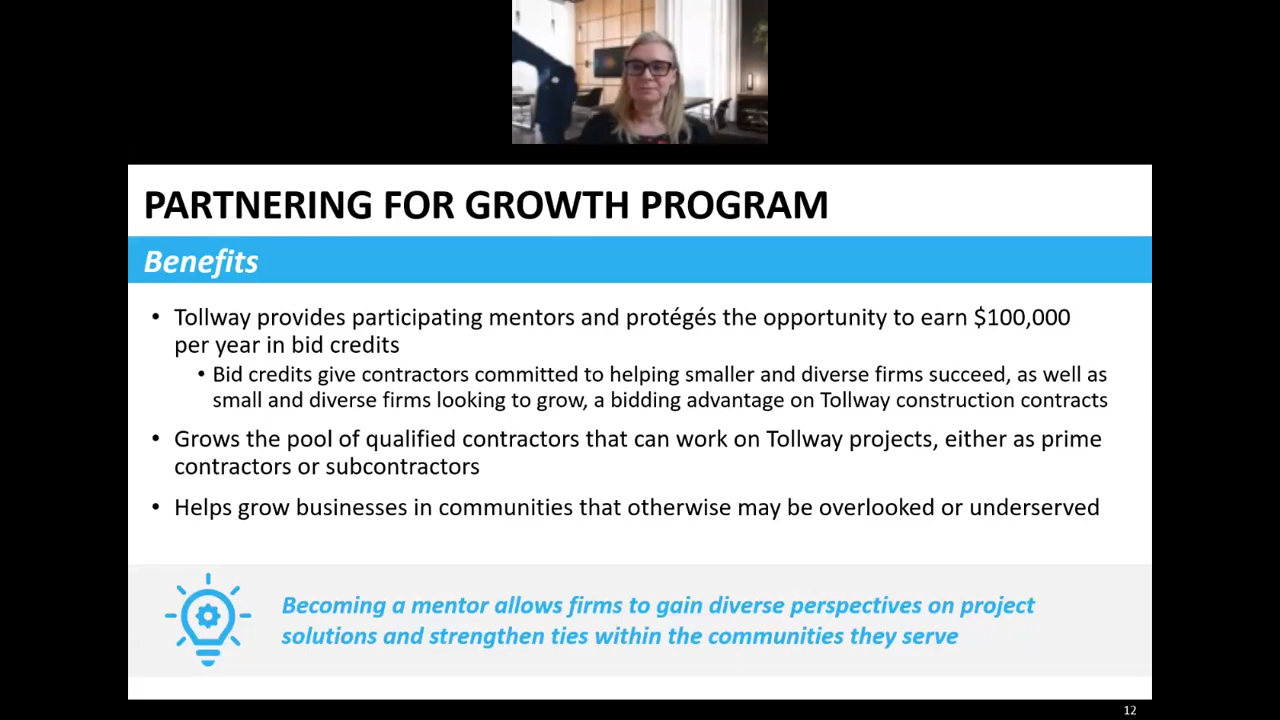 PARTNERING FOR GROWTH PROGRAM
Benefits
• Tollway provides participating mentors and protégés the opportunity to earn $100,000
per year in bid credits
• Bid credits give contractors committed to helping smaller and diverse firms succeed, as well as
small and diverse firms looking to grow, a bidding advantage on Tollway construction contracts
• Grows the pool of qualified contractors that can work on Tollway projects, either as prime
contractors or subcontractors
• Helps grow businesses in communities that otherwise may be overlooked or underserved
Becoming a mentor allows firms to gain diverse perspectives on project
solutions and strengthen ties within the communities they serve
12